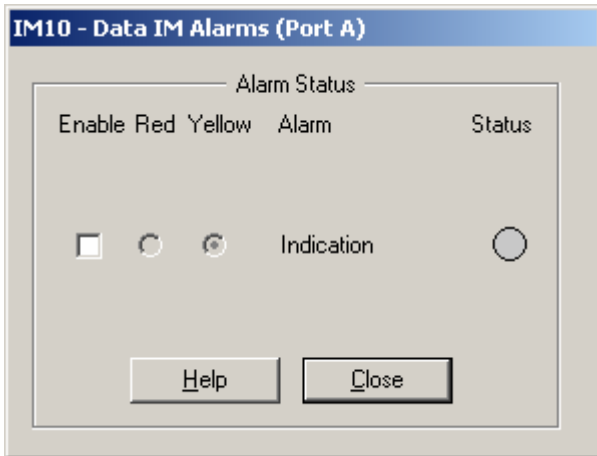 IM10 - Data IM Alarms (Port A)
Alarm Status
Enable Red Yellow Alarm Status
Indication
Help Close